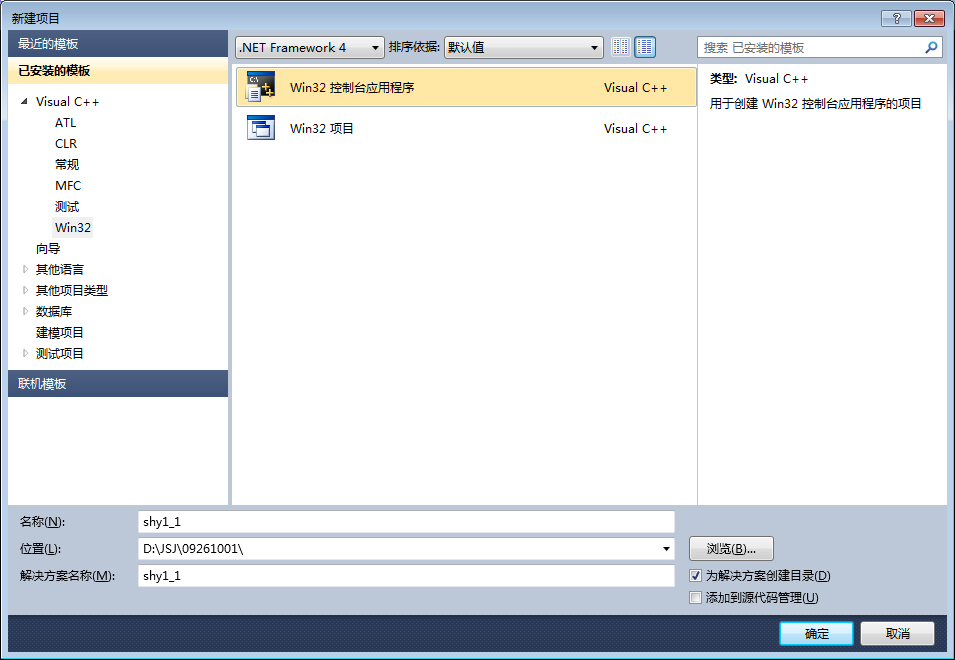 新建项目
最近的模板
已安装的模板
Visual C++
ATL
CLR
常规
MFC
测试
Win32
向导
其他语言
其他项目类型
数据库
建模项目
测试项目
联机模板
.NET Framework 4 排序依据: 默认值
Win32 控制台应用程序 Visual C++
Win32 项目 Visual C++
搜索 已安装的模板
类型: Visual C++
用于创建 Win32 控制台应用程序的项目
名称(N): shy1_1
位置(L): D:\JSJ\09261001\ 浏览(B)...
解决方案名称(M): shy1_1 为解决方案创建目录(D)
添加到源代码管理(U)
确定 取消